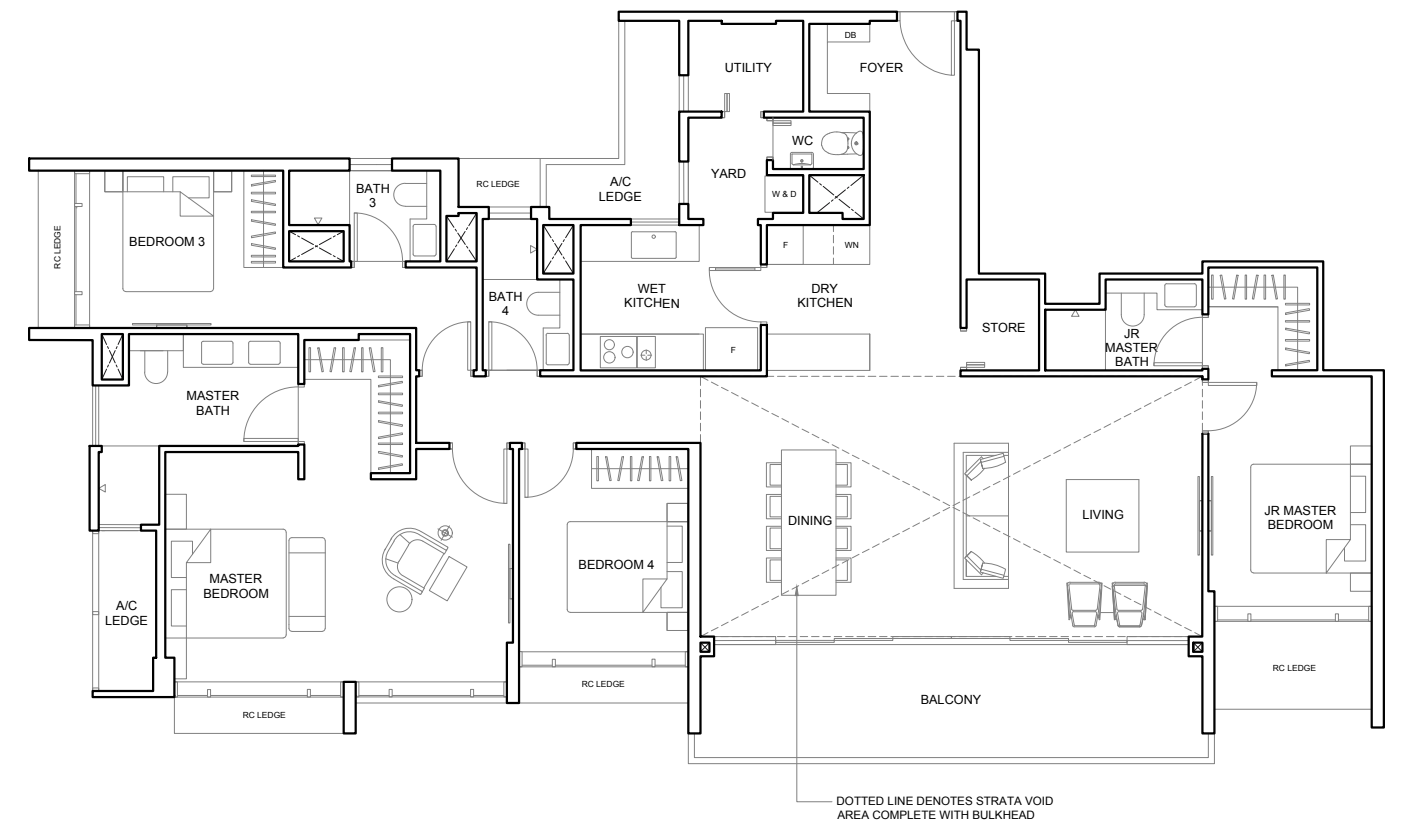 DB
UTILITY
FOYER
WC
YARD
W & D
A/C
LEDGE
RC LEDGE
BATH
3
BEDROOM 3
RC LEDGE
F
WN
WET
KITCHEN
DRY
KITCHEN
BATH
4
F
STORE
JR
MASTER
BATH
MASTER
BATH
DINING
LIVING
JR MASTER
BEDROOM
BEDROOM 4
MASTER
BEDROOM
A/C
LEDGE
RC LEDGE
RC LEDGE
RC LEDGE
BALCONY
DOTTED LINE DENOTES STRATA VOID
AREA COMPLETE WITH BULKHEAD